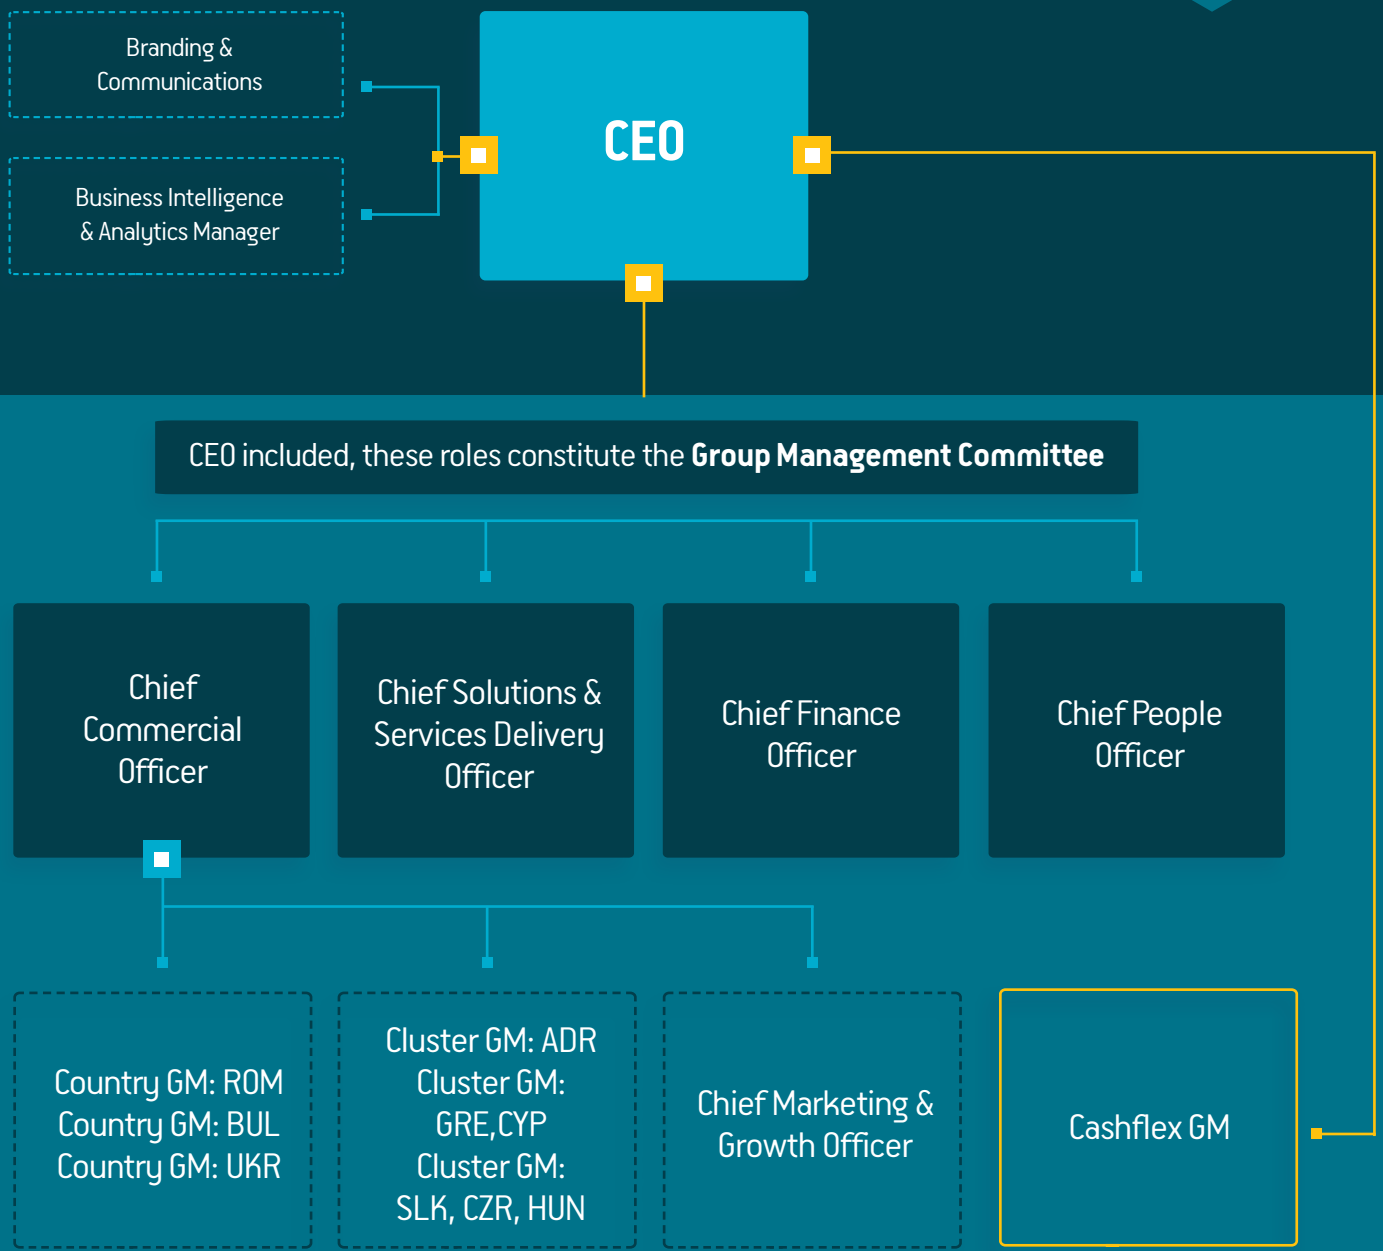 Branding &
Communications
Business Intelligence
& Analytics Manager
CEO
CEO included, these roles constitute the Group Management Committee
Chief
Commercial
Officer
Chief Solutions &
Services Delivery
Officer
Chief Finance
Officer
Chief People
Officer
Country GM: ROM
Country GM: BUL
Country GM: UKR
Cluster GM: ADR
Cluster GM:
GRE,CYP
Cluster GM:
SLK, CZR, HUN
Chief Marketing &
Growth Officer
Cashflex GM